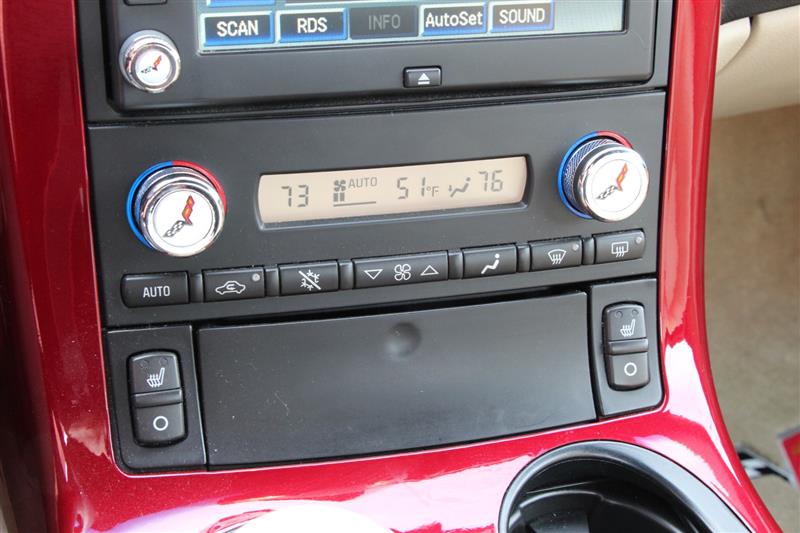 SCAN RDS INFO AutoSet SOUND
73 AUTO 51°F 76
AUTO